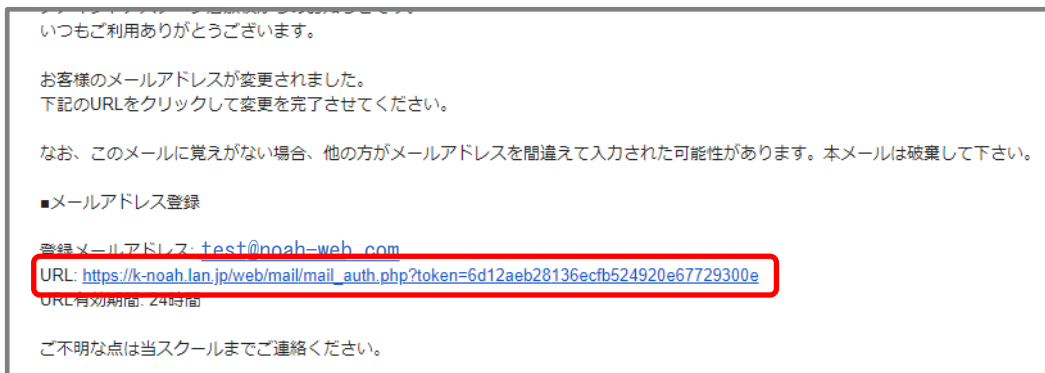 いつもご利用ありがとうございます。
お客様のメールアドレスが変更されました。
下記のURLをクリックして変更を完了させてください。
なお、このメールに覚えがない場合、他の方がメールアドレスを間違えて入力された可能性があります。本メールは破棄して下さい。
■メールアドレス登録
登録メールアドレス: test@noah-web.com
URL: https://k-noah.lan.jp/web/mail/mail_auth.php?token=6d12aeb28136ecfb524920e67729300e
URL有効期間: 24時間
ご不明な点は当スクールまでご連絡ください。